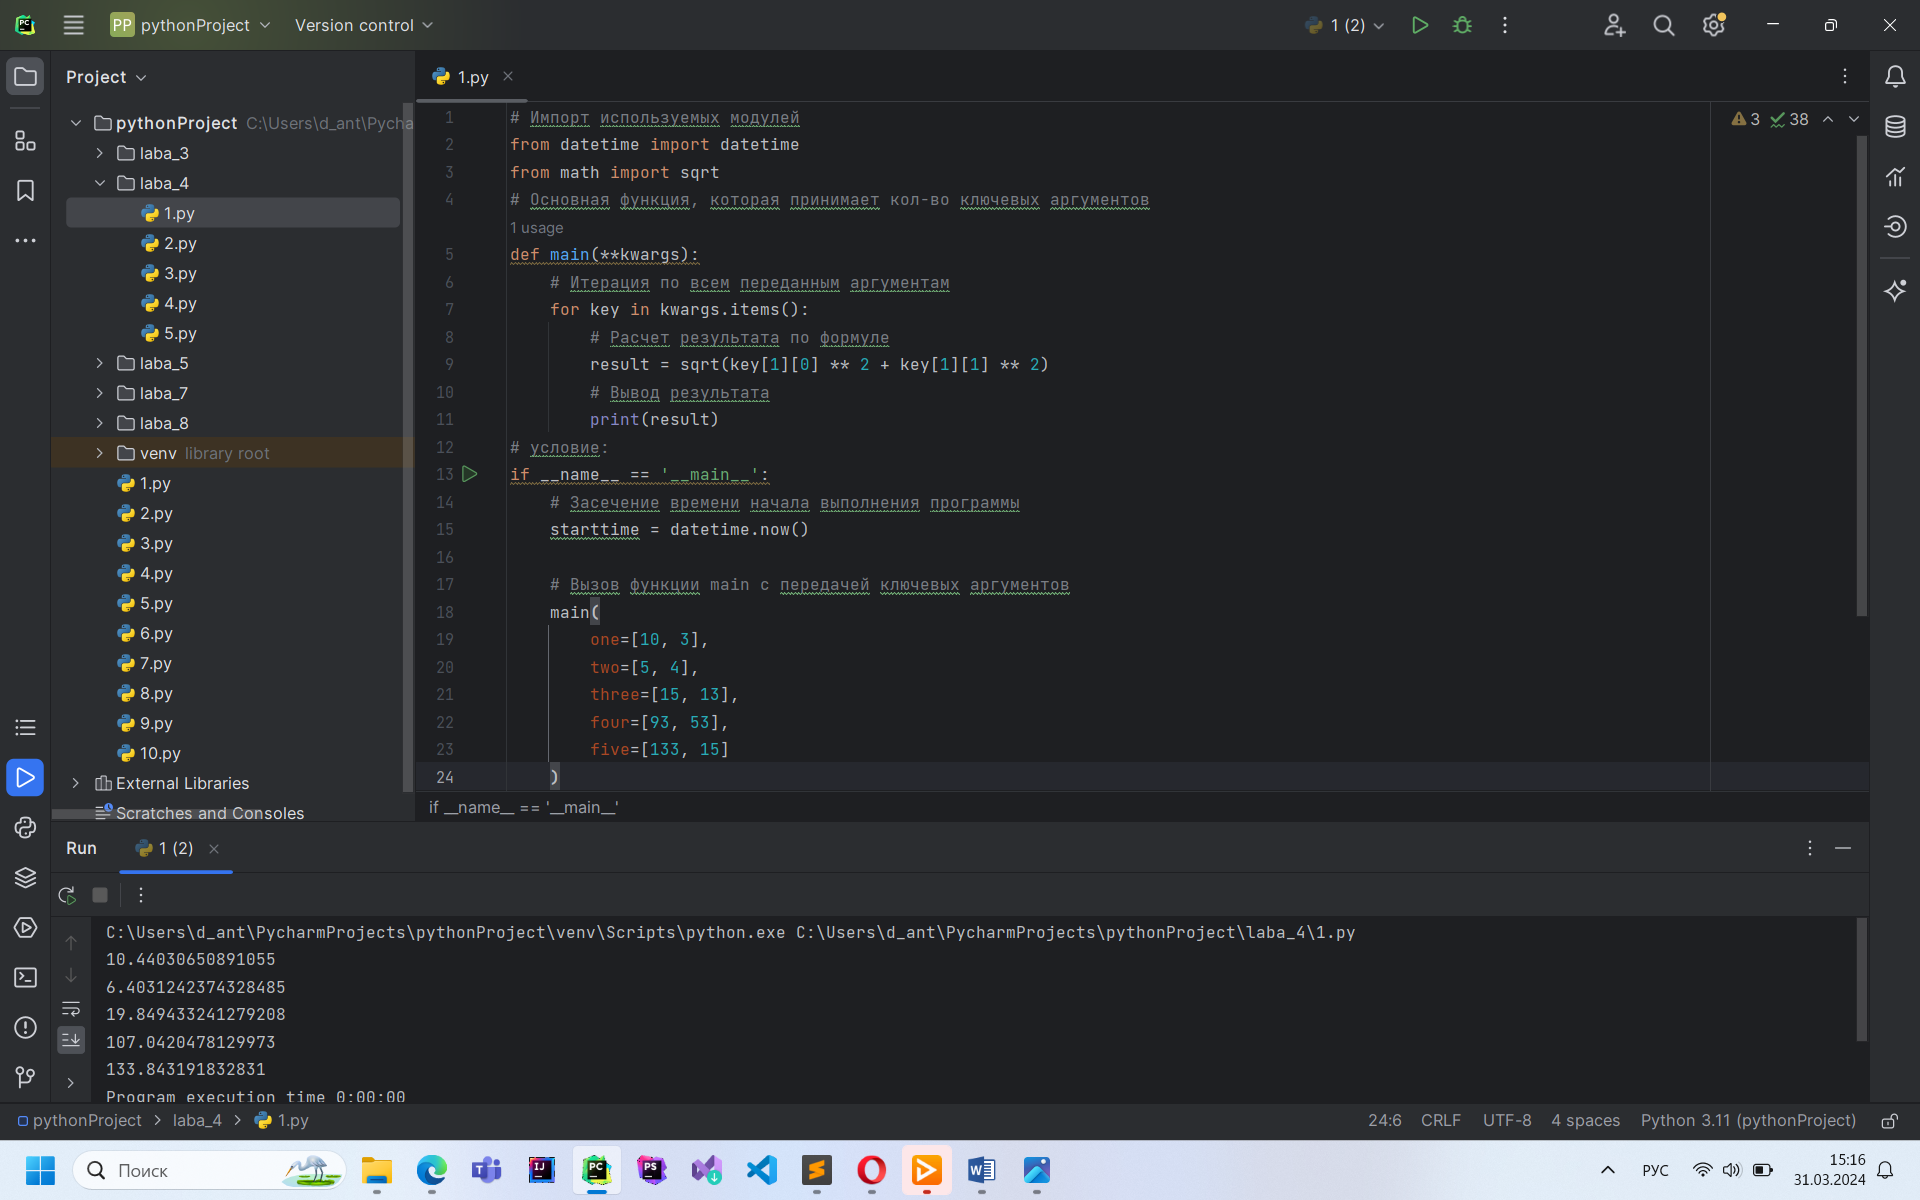 PP pythonProject Version control 1 (2)
Project
1.py
pythonProject C:\Users\d_ant\Pycha
laba_3
laba_4
1.py
2.py
3.py
4.py
5.py
laba_5
laba_7
laba_8
venv library root
1.py
2.py
3.py
4.py
5.py
6.py
7.py
8.py
9.py
10.py
External Libraries
Scratches and Consoles
3 38
1 # Импорт используемых модулей
2 from datetime import datetime
3 from math import sqrt
4 # Основная функция, которая принимает кол-во ключевых аргументов
1 usage
5 def main(**kwargs):
6 # Итерация по всем переданным аргументам
7 for key in kwargs.items():
8 # Расчет результата по формуле
9 result = sqrt(key[1][0] ** 2 + key[1][1] ** 2)
10 # Вывод результата
11 print(result)
12 # условие:
13 if __name__ == '__main__':
14 # Засечение времени начала выполнения программы
15 starttime = datetime.now()
16
17 # Вызов функции main с передачей ключевых аргументов
18 main(
19 one=[10, 3],
20 two=[5, 4],
21 three=[15, 13],
22 four=[93, 53],
23 five=[133, 15]
24 )
if __name__ == '__main__'
Run 1 (2)
C:\Users\d_ant\PycharmProjects\pythonProject\venv\Scripts\python.exe C:\Users\d_ant\PycharmProjects\pythonProject\laba_4\1.py
10.44030650891055
6.4031242374328485
19.849433241279208
107.0420478129973
133.843191832831
Program execution time 0:00:00
pythonProject laba_4 1.py 24:6 CRLF UTF-8 4 spaces Python 3.11 (pythonProject)
Поиск
РУС
15:16
31.03.2024